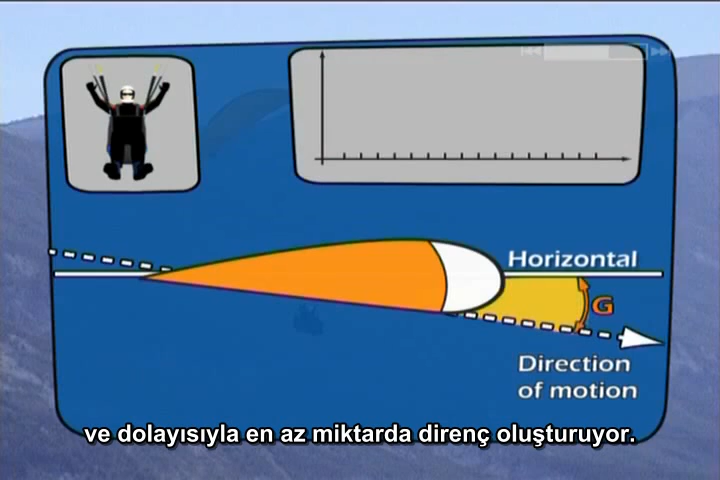 Horizontal
G
Direction
of motion
ve dolayısıyla en az miktarda direnç oluşturuyor.